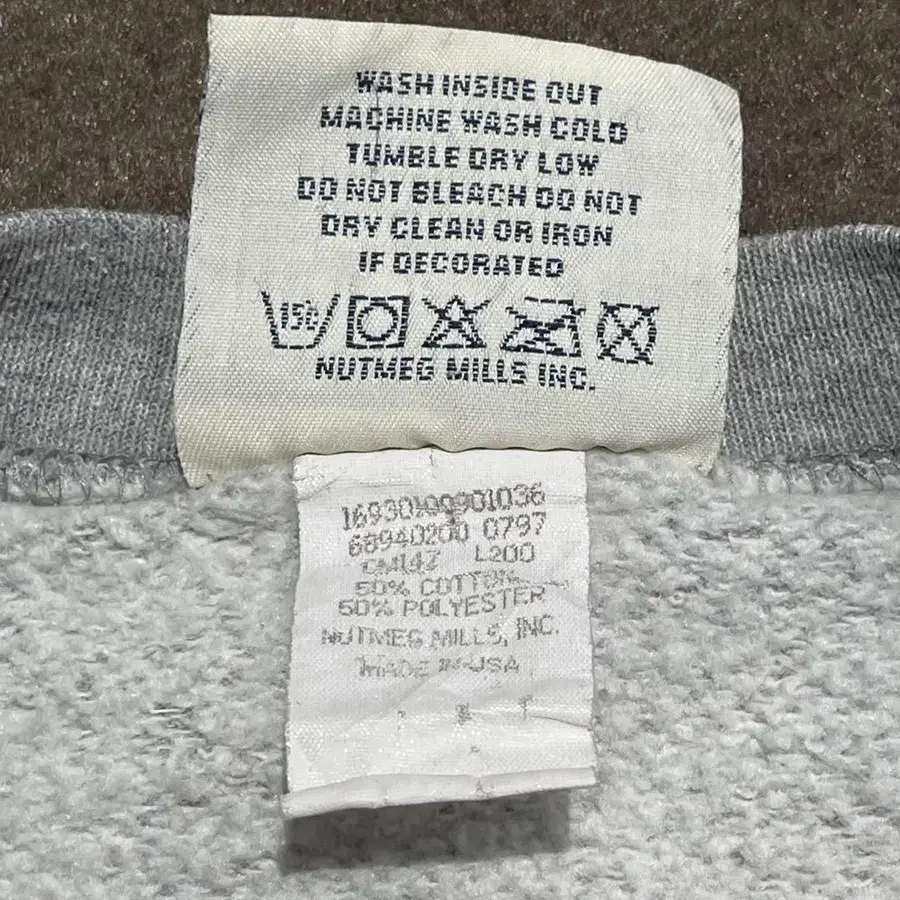 WASH INSIDE OUT
MACHINE WASH COLD
TUMBLE DRY LOW
DO NOT BLEACH DO NOT
DRY CLEAN OR IRON
IF DECORATED
NUTMEG MILLS INC.
68940200 0797
L200
50% COTTON
50% POLYESTER
NUTMEG MILLS, INC.
MADE IN USA